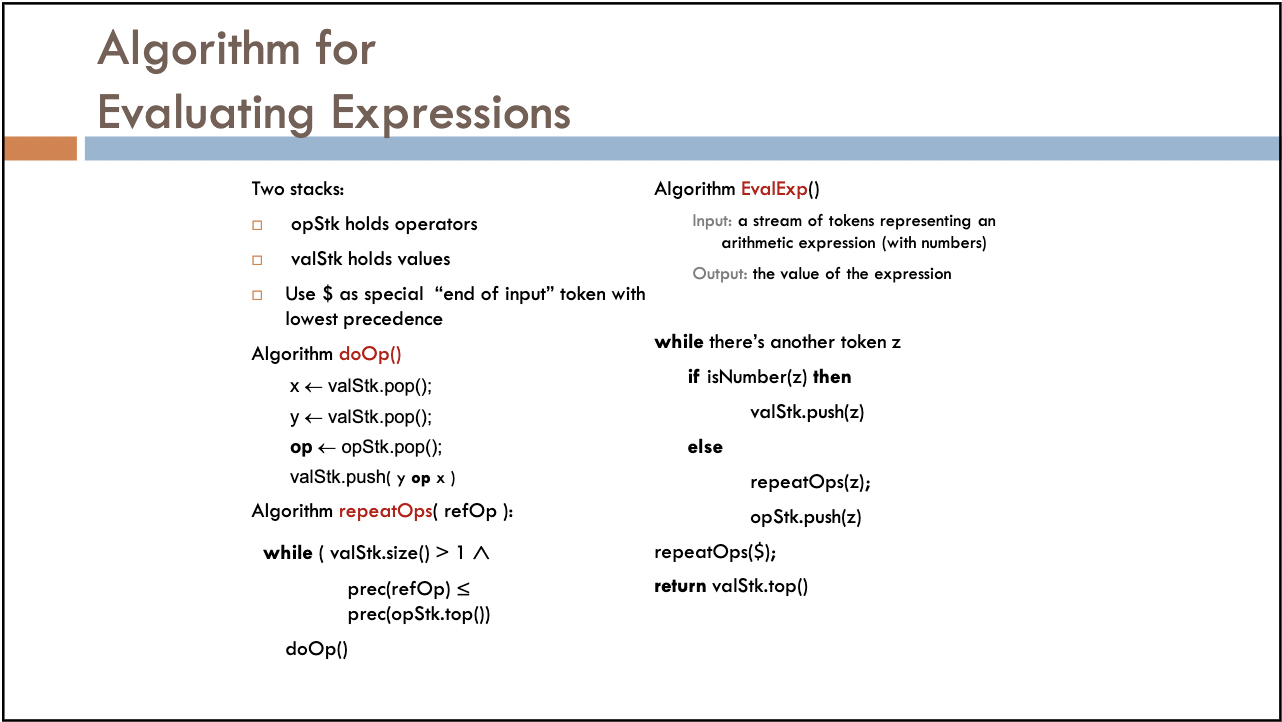 Algorithm for
Evaluating Expressions
Two stacks:
opStk holds operators
valStk holds values
Use $ as special “end of input” token with
lowest precedence
Algorithm doOp()
x ← valStk.pop();
y ← valStk.pop();
op ← opStk.pop();
valStk.push( y op x )
Algorithm repeatOps( refOp ):
while ( valStk.size() > 1 ∧
prec(refOp) ≤
prec(opStk.top())
doOp()
Algorithm EvalExp()
Input: a stream of tokens representing an
arithmetic expression (with numbers)
Output: the value of the expression
while there’s another token z
if isNumber(z) then
valStk.push(z)
else
repeatOps(z);
opStk.push(z)
repeatOps($);
return valStk.top()